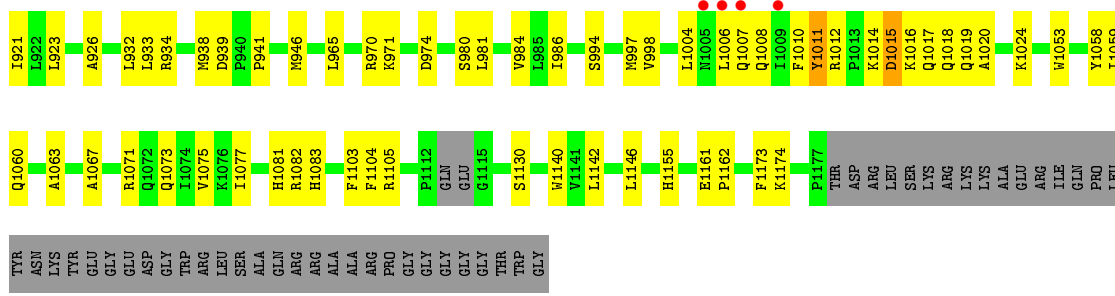 I921 L922 L923 A926 L932 L933 R934 M938 D939 P940 P941 M946 L965 R970 K971 D974 S980 L981 V984 L985 I986 S994 M997 V998 L1004 N1005 L1006 Q1007 Q1008 I1009 F1010 Y1011 R1012 P1013 K1014 D1015 K1016 Q1017 Q1018 Q1019 A1020 K1024 W1053 Y1058 I1059
Q1060 A1063 A1067 R1071 Q1072 Q1073 I1074 V1075 K1076 I1077 H1081 R1082 H1083 F1103 F1104 R1105 P1112 GLN GLU G1115 S1130 W1140 V1141 L1142 L1146 H1155 E1161 P1162 F1173 K1174 P1177 THR ASP ARG LEU SER LYS ARG LYS LYS ALA GLU ARG ILE GLN PRO LEU
TYR ASN LYS TYR GLU GLY GLU ASP GLY TRP ARG LEU SER ALA GLN ARG ARG ALA ALA ARG PRO GLY GLY GLY GLY GLY THR TRP GLY